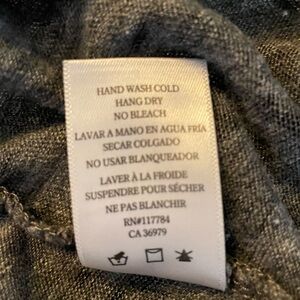 HAND WASH COLD
HANG DRY
NO BLEACH
LAVAR A MANO EN AGUA FRÍA
SECAR COLGADO
NO USAR BLANQUEADOR
LAVER À LA FROIDE
SUSPENDRE POUR SÉCHER
NE PAS BLANCHIR
RN#117784
CA 36979